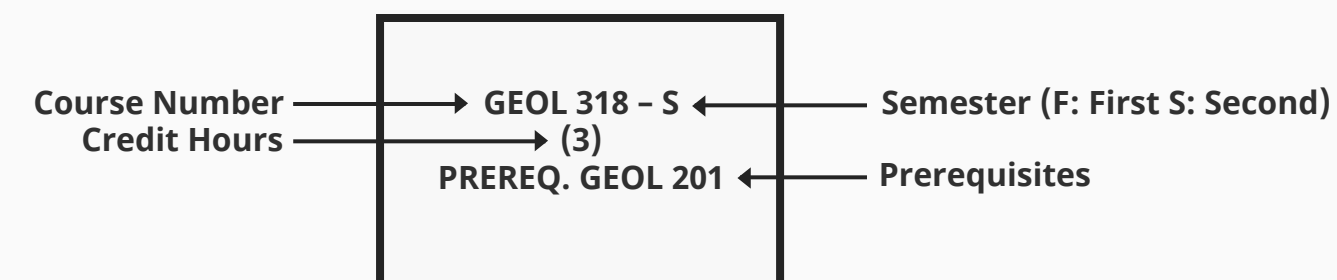 Course Number
GEOL 318 – S
Semester (F: First S: Second)
Credit Hours
(3)
PREREQ. GEOL 201
Prerequisites